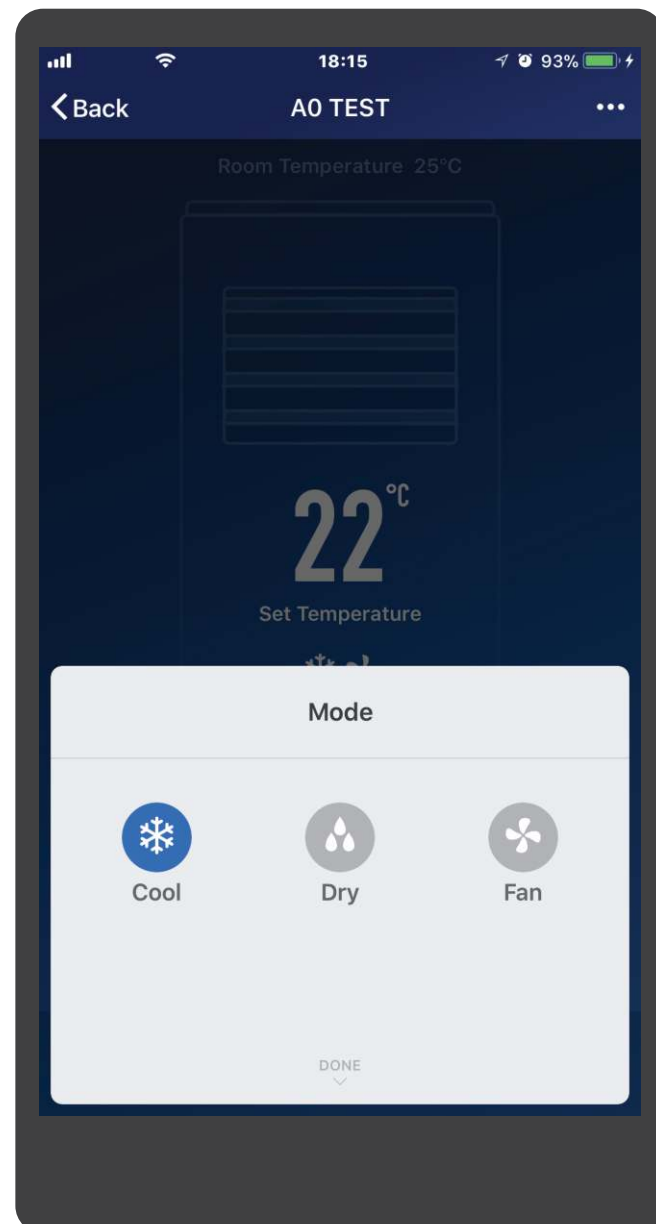 18:15
93%
Back
A0 TEST
Room Temperature 25°C
22°C
Set Temperature
Mode
Cool
Dry
Fan
DONE